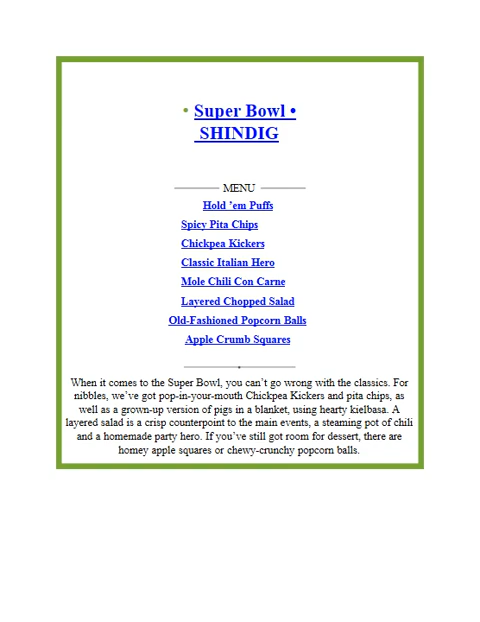 • Super Bowl •
SHINDIG
MENU
Hold ’em Puffs
Spicy Pita Chips
Chickpea Kickers
Classic Italian Hero
Mole Chili Con Carne
Layered Chopped Salad
Old-Fashioned Popcorn Balls
Apple Crumb Squares
When it comes to the Super Bowl, you can’t go wrong with the classics. For
nibbles, we’ve got pop-in-your-mouth Chickpea Kickers and pita chips, as
well as a grown-up version of pigs in a blanket, using hearty kielbasa. A
layered salad is a crisp counterpoint to the main events, a steaming pot of chili
and a homemade party hero. If you’ve still got room for dessert, there are
homey apple squares or chewy-crunchy popcorn balls.